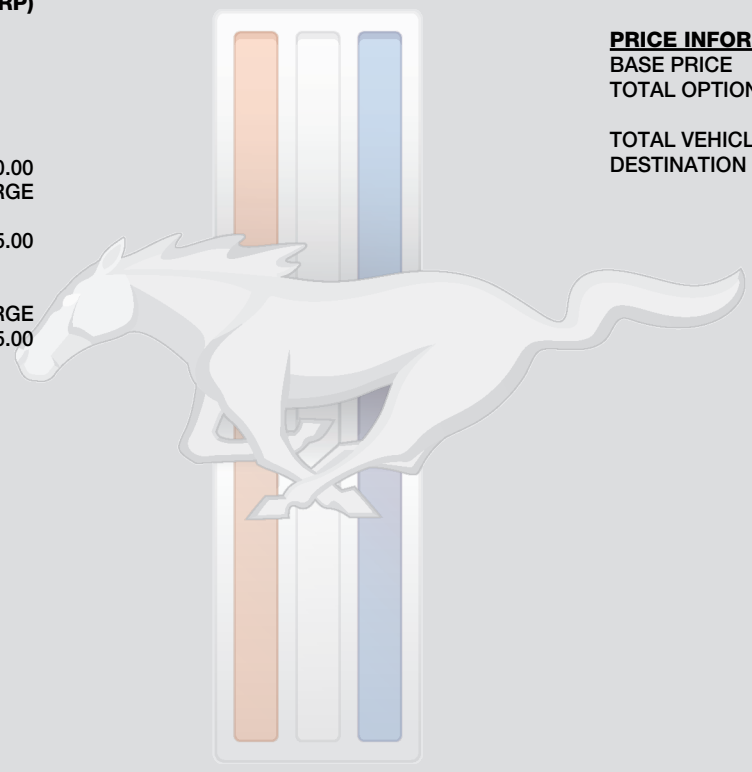 RP)
0.00
RGE
5.00
RGE
5.00
PRICE INFOR
BASE PRICE
TOTAL OPTION
TOTAL VEHICL
DESTINATION